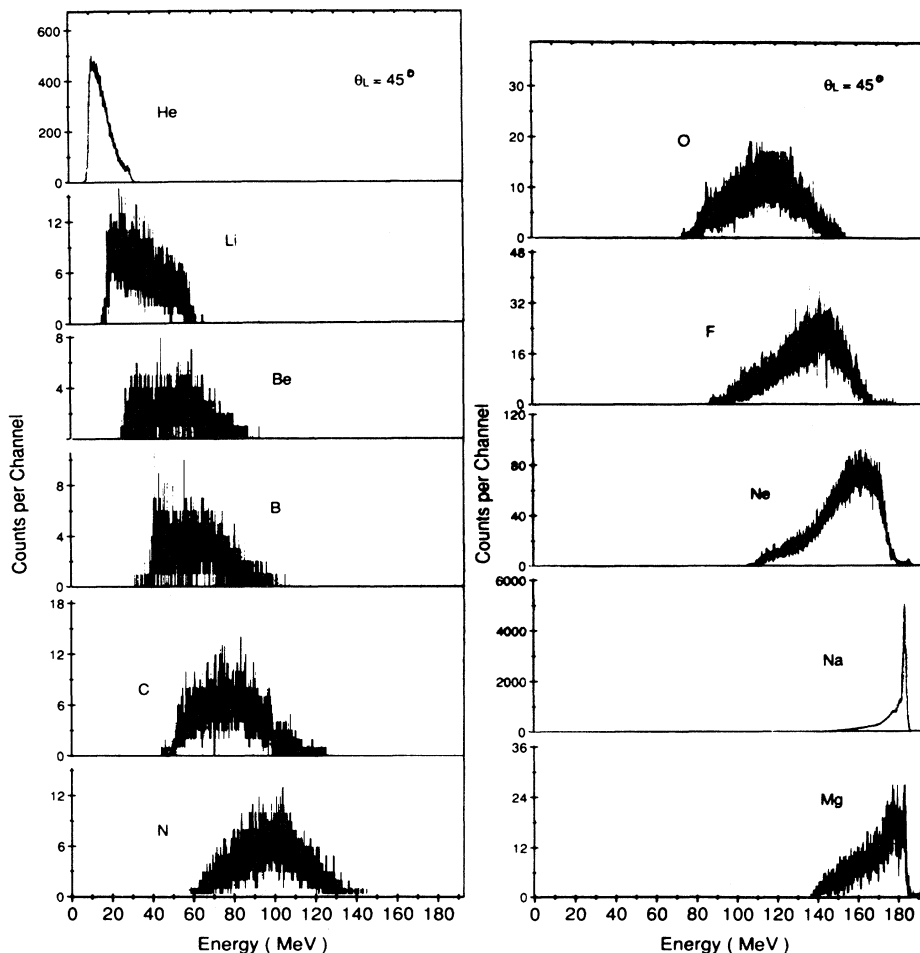 600
400
200
0
He
θL = 45°
12
6
0
Li
8
4
0
Be
8
4
0
B
18
12
6
0
C
12
6
0
N
0 20 40 60 80 100 120 140 160 180
Energy ( MeV )
Counts per Channel
30
20
10
0
O
θL = 45°
48
32
16
0
F
120
80
40
0
Ne
6000
4000
2000
0
Na
36
24
12
0
Mg
0 20 40 60 80 100 120 140 160 180
Energy ( MeV )
Counts per Channel